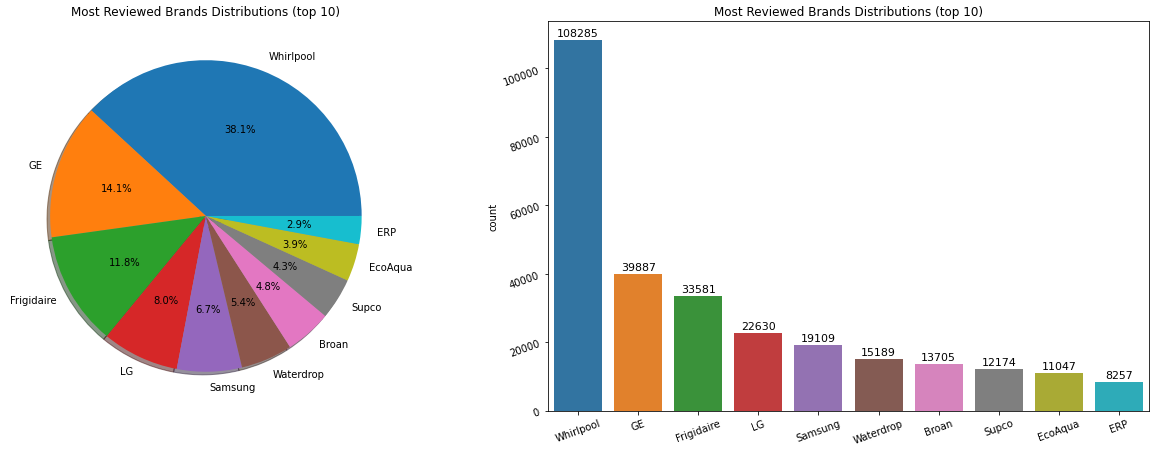 Most Reviewed Brands Distributions (top 10)
Whirlpool
38.1%
GE
14.1%
2.9%
ERP
3.9%
EcoAqua
11.8%
4.3%
4.8%
Frigidaire
8.0%
6.7%
5.4%
Supco
Broan
LG
Waterdrop
Samsung
Most Reviewed Brands Distributions (top 10)
108285
100000
80000
60000
count
40000
39887
33581
22630
20000
19109
15189
13705
12174
11047
8257
0
Whirlpool
GE
Frigidaire
LG
Samsung
Waterdrop
Broan
Supco
EcoAqua
ERP